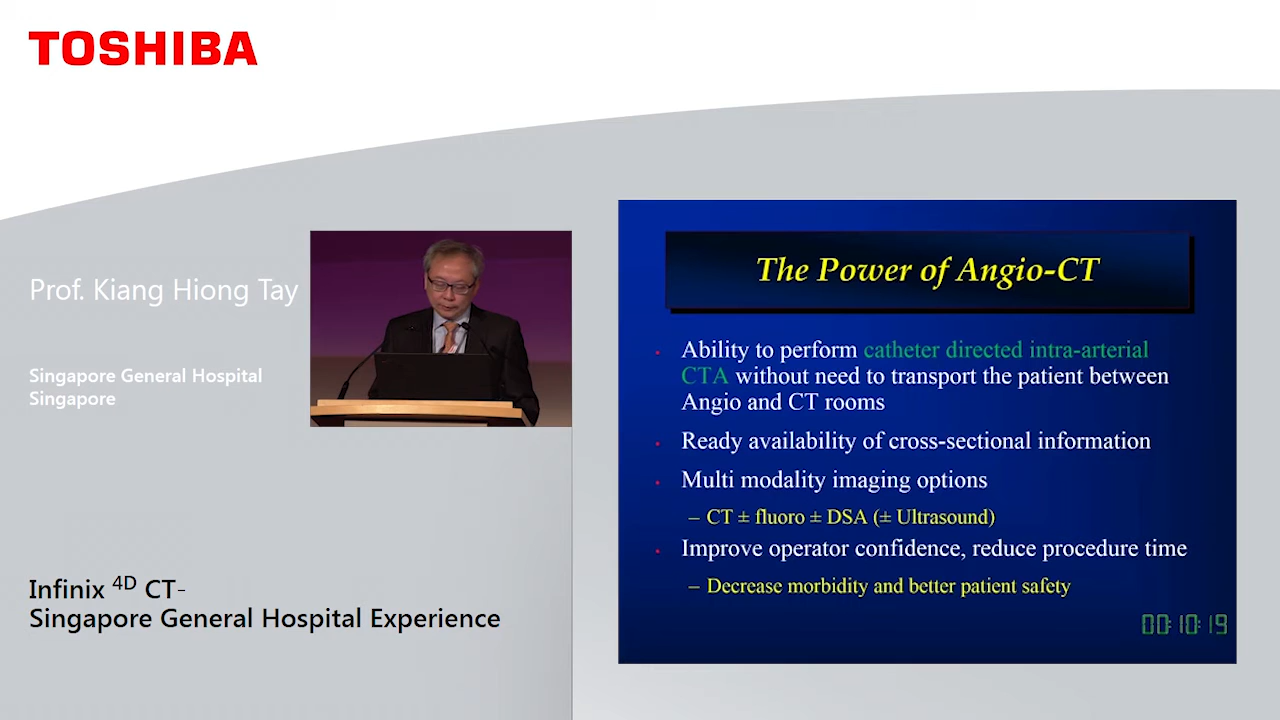 TOSHIBA
Prof. Kiang Hiong Tay
Singapore General Hospital
Singapore
Infinix 4D CT-
Singapore General Hospital Experience
The Power of Angio-CT
• Ability to perform catheter directed intra-arterial
CTA without need to transport the patient between
Angio and CT rooms
• Ready availability of cross-sectional information
• Multi modality imaging options
– CT ± fluoro ± DSA (± Ultrasound)
• Improve operator confidence, reduce procedure time
– Decrease morbidity and better patient safety
00:10:19